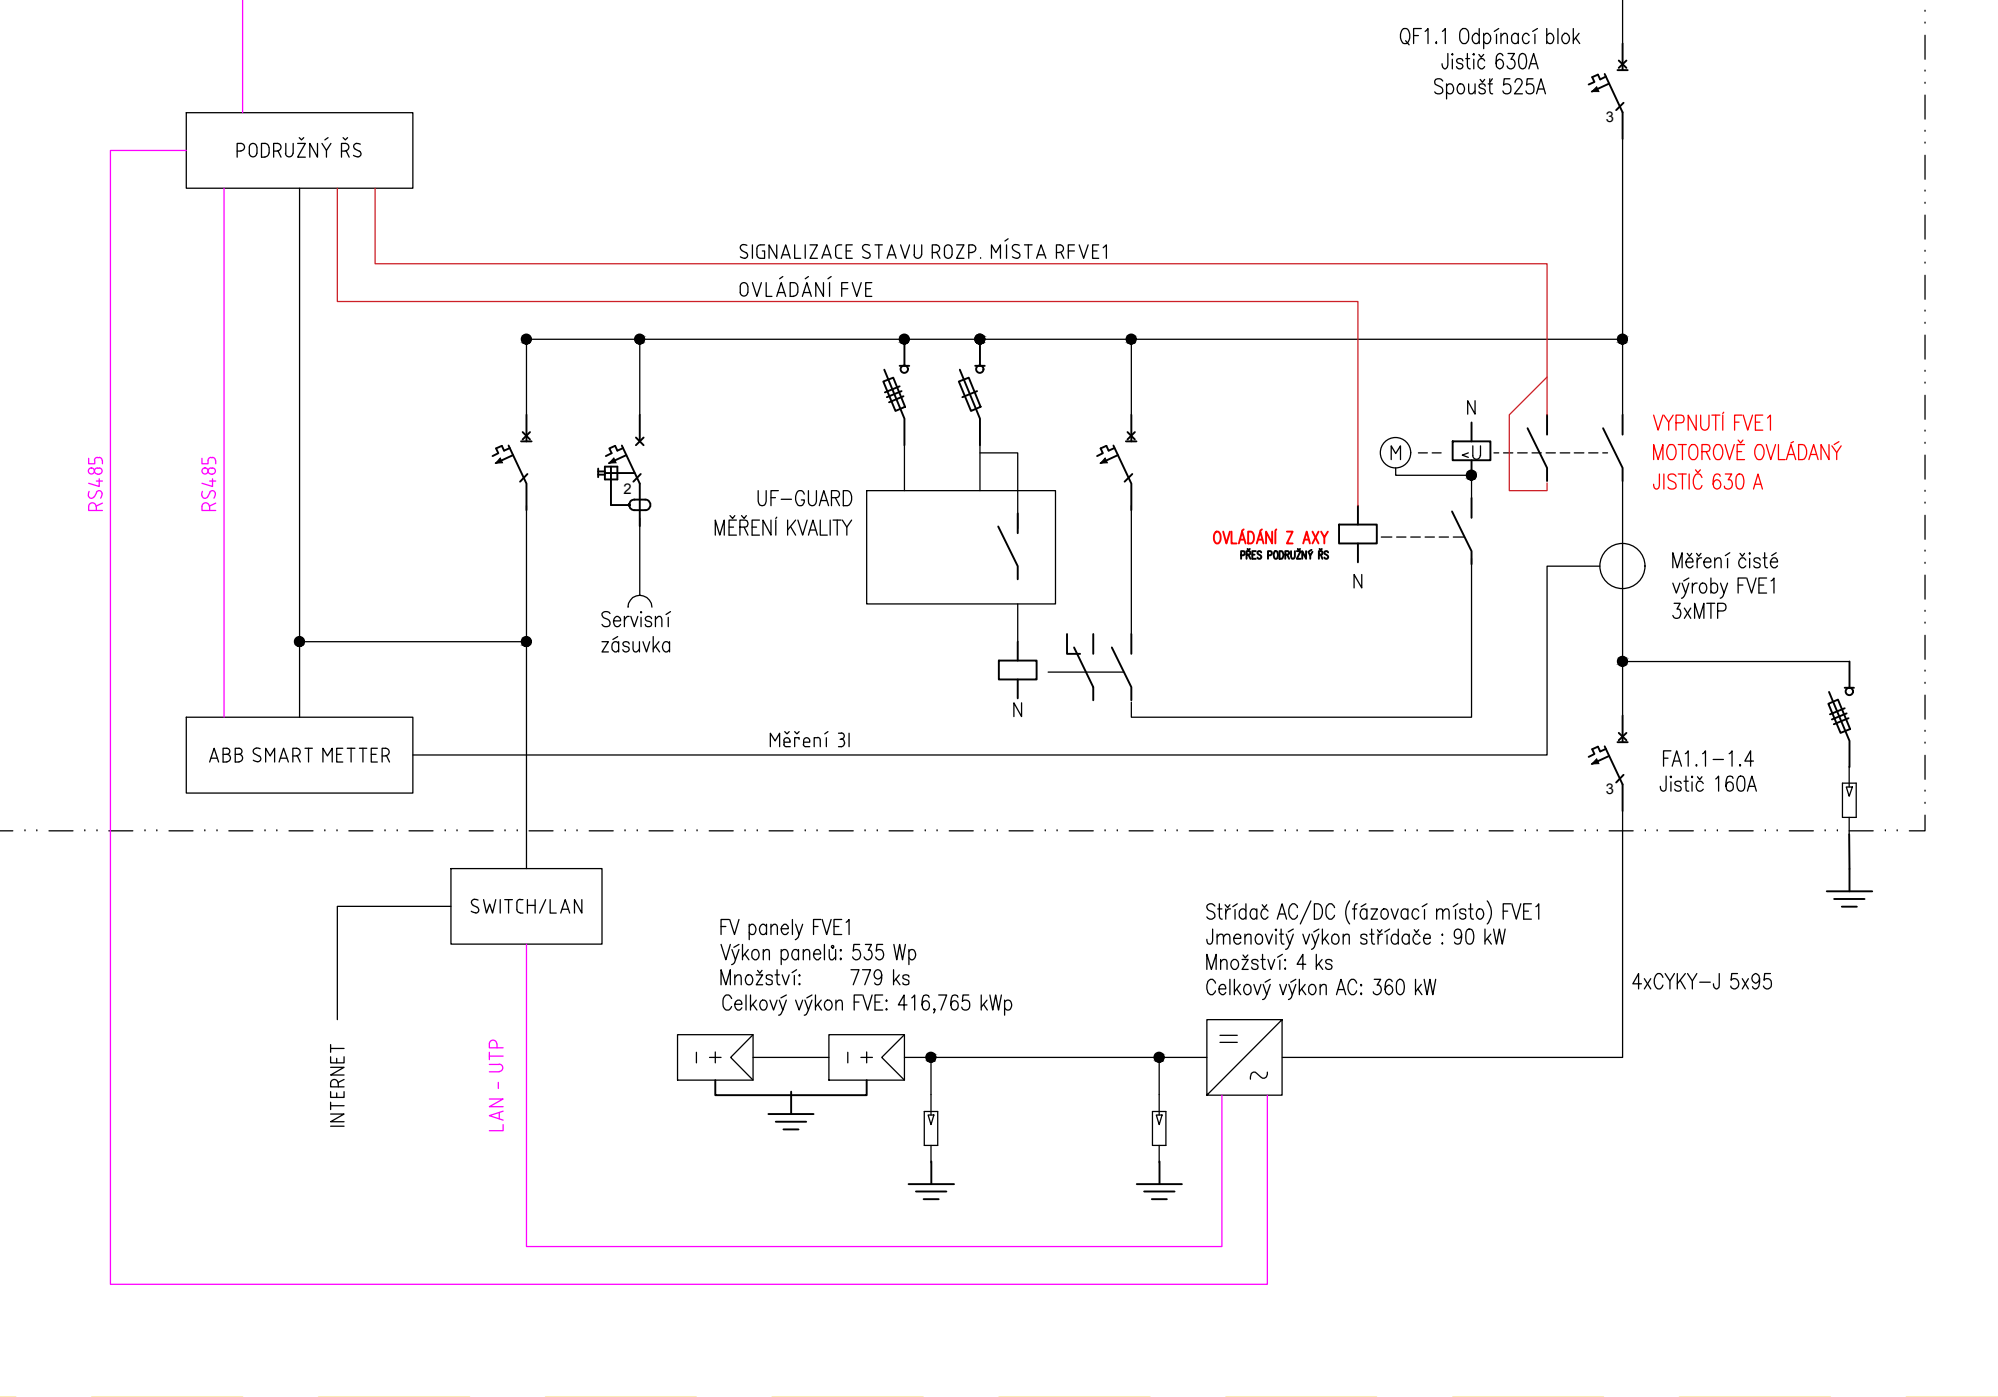 QF1.1 Odpínací blok
Jistič 630A
Spoušť 525A
3
PODRUŽNÝ ŘS
SIGNALIZACE STAVU ROZP. MÍSTA RFVE1
OVLÁDÁNÍ FVE
RS485
RS485
N
M
<U
VYPNUTÍ FVE1
MOTOROVĚ OVLÁDANÝ
JISTIČ 630 A
2
UF-GUARD
MĚŘENÍ KVALITY
OVLÁDÁNÍ Z AXY
PŘES PODRUŽNÝ ŘS
N
Měření čisté
výroby FVE1
3xMTP
Servisní
zásuvka
N
ABB SMART METTER
Měření 3I
FA1.1-1.4
Jistič 160A
3
SWITCH/LAN
INTERNET
LAN - UTP
FV panely FVE1
Výkon panelů: 535 Wp
Množství: 779 ks
Celkový výkon FVE: 416,765 kWp
Střídač AC/DC (fázovací místo) FVE1
Jmenovitý výkon střídače : 90 kW
Množství: 4 ks
Celkový výkon AC: 360 kW
4xCYKY-J 5x95